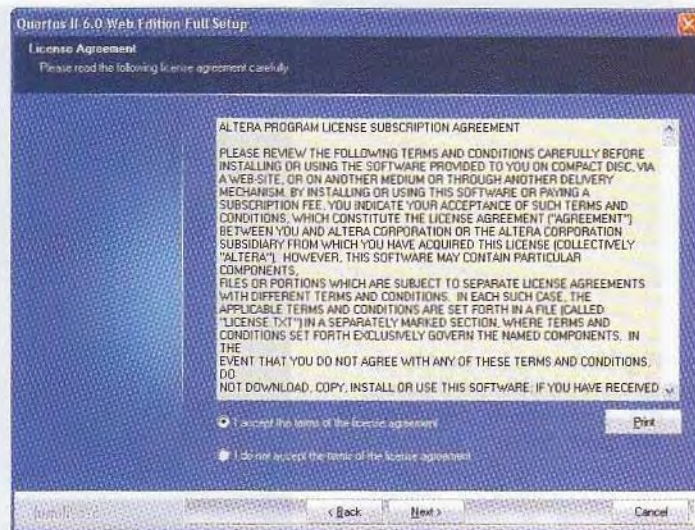 Quartus II 6.0 Web Edition Full Setup
License Agreement
Please read the following license agreement carefully.
ALTERA PROGRAM LICENSE SUBSCRIPTION AGREEMENT
PLEASE REVIEW THE FOLLOWING TERMS AND CONDITIONS CAREFULLY BEFORE
INSTALLING OR USING THE SOFTWARE PROVIDED TO YOU ON COMPACT DISC, VIA
A WEB-SITE, OR ON ANOTHER MEDIUM OR THROUGH ANOTHER DELIVERY
MECHANISM. BY INSTALLING OR USING THIS SOFTWARE OR PAYING A
SUBSCRIPTION FEE, YOU INDICATE YOUR ACCEPTANCE OF SUCH TERMS AND
CONDITIONS, WHICH CONSTITUTE THE LICENSE AGREEMENT ("AGREEMENT")
BETWEEN YOU AND ALTERA CORPORATION OR THE ALTERA CORPORATION
SUBSIDIARY FROM WHICH YOU HAVE ACQUIRED THIS LICENSE (COLLECTIVELY
"ALTERA"). HOWEVER, THIS SOFTWARE MAY CONTAIN PARTICULAR
COMPONENTS,
FILES OR PORTIONS WHICH ARE SUBJECT TO SEPARATE LICENSE AGREEMENTS
WITH DIFFERENT TERMS AND CONDITIONS. IN EACH SUCH CASE, THE
APPLICABLE TERMS AND CONDITIONS ARE SET FORTH IN A FILE (CALLED
"LICENSE.TXT") IN A SEPARATELY MARKED SECTION, WHERE TERMS AND
CONDITIONS SET FORTH EXCLUSIVELY GOVERN THE NAMED COMPONENTS. IN
THE
EVENT THAT YOU DO NOT AGREE WITH ANY OF THESE TERMS AND CONDITIONS,
DO
NOT DOWNLOAD, COPY, INSTALL OR USE THIS SOFTWARE; IF YOU HAVE RECEIVED
I accept the terms of the license agreement
Print
I do not accept the terms of the license agreement
InstallShield
< Back
Next >
Cancel